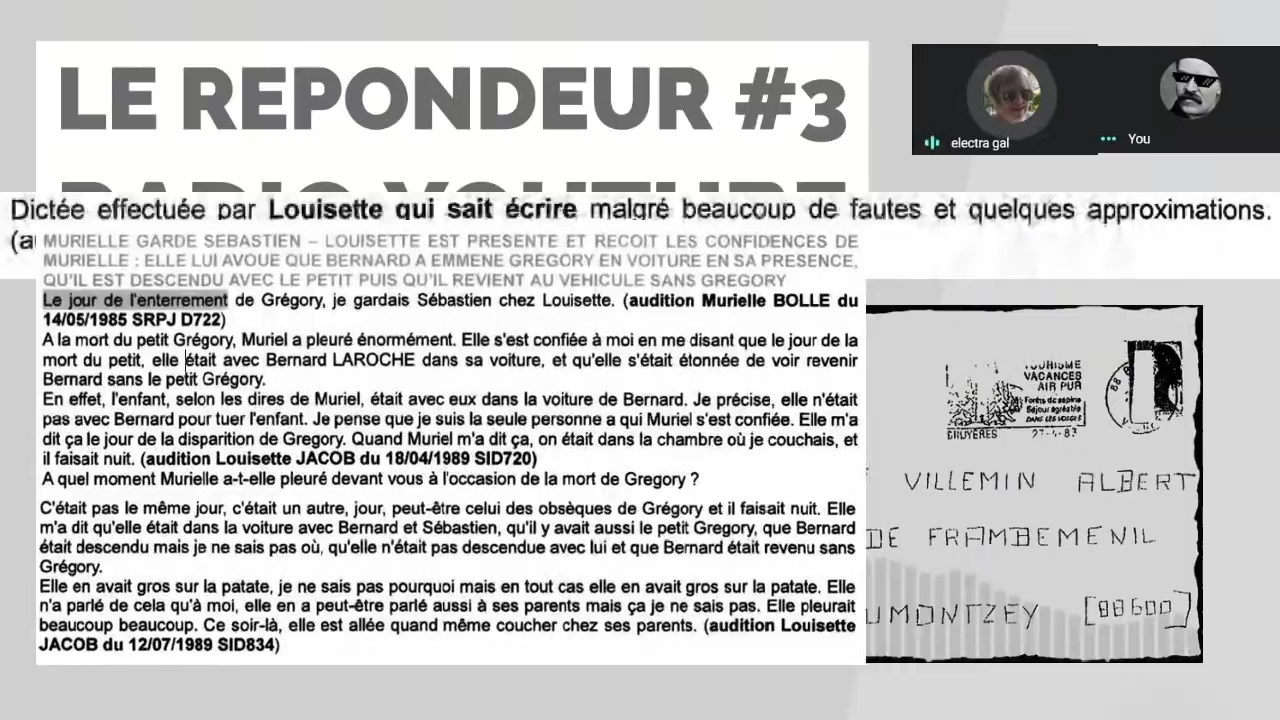 LE REPONDEUR #3
electra gal
You
Dictée effectuée par Louisette qui sait écrire malgré beaucoup de fautes et quelques approximations.
(a
MURIELLE GARDE SEBASTIEN – LOUISETTE EST PRESENTE ET RECOIT LES CONFIDENCES DE
MURIELLE : ELLE LUI AVOUE QUE BERNARD A EMMENE GREGORY EN VOITURE EN SA PRESENCE,
QU'IL EST DESCENDU AVEC LE PETIT PUIS QU'IL REVIENT AU VEHICULE SANS GREGORY
Le jour de l'enterrement de Grégory, je gardais Sébastien chez Louisette. (audition Murielle BOLLE du
14/05/1985 SRPJ D722)
A la mort du petit Grégory, Muriel a pleuré énormément. Elle s'est confiée à moi en me disant que le jour de la
mort du petit, elle était avec Bernard LAROCHE dans sa voiture, et qu'elle s'était étonnée de voir revenir
Bernard sans le petit Grégory.
En effet, l'enfant, selon les dires de Muriel, était avec eux dans la voiture de Bernard. Je précise, elle n'était
pas avec Bernard pour tuer l'enfant. Je pense que je suis la seule personne a qui Muriel s'est confiée. Elle m'a
dit ça le jour de la disparition de Gregory. Quand Muriel m'a dit ça, on était dans la chambre où je couchais, et
il faisait nuit. (audition Louisette JACOB du 18/04/1989 SID720)
A quel moment Murielle a-t-elle pleuré devant vous à l'occasion de la mort de Gregory ?
C'était pas le même jour, c'était un autre, jour, peut-être celui des obsèques de Grégory et il faisait nuit. Elle
m'a dit qu'elle était dans la voiture avec Bernard et Sébastien, qu'il y avait aussi le petit Gregory, que Bernard
était descendu mais je ne sais pas où, qu'elle n'était pas descendue avec lui et que Bernard était revenu sans
Grégory.
Elle en avait gros sur la patate, je ne sais pas pourquoi mais en tout cas elle en avait gros sur la patate. Elle
n'a parlé de cela qu'à moi, elle en a peut-être parlé aussi à ses parents mais ça je ne sais pas. Elle pleurait
beaucoup beaucoup. Ce soir-là, elle est allée quand même coucher chez ses parents. (audition Louisette
JACOB du 12/07/1989 SID834)
TOURISME
VACANCES
AIR PUR
Forêts de sapins
Séjour agréable
DANS LES VOSGES
88
BRUYERES
VILLEMIN ALBERT
DE FRAMBEMENIL
UMONTZEY [88600]